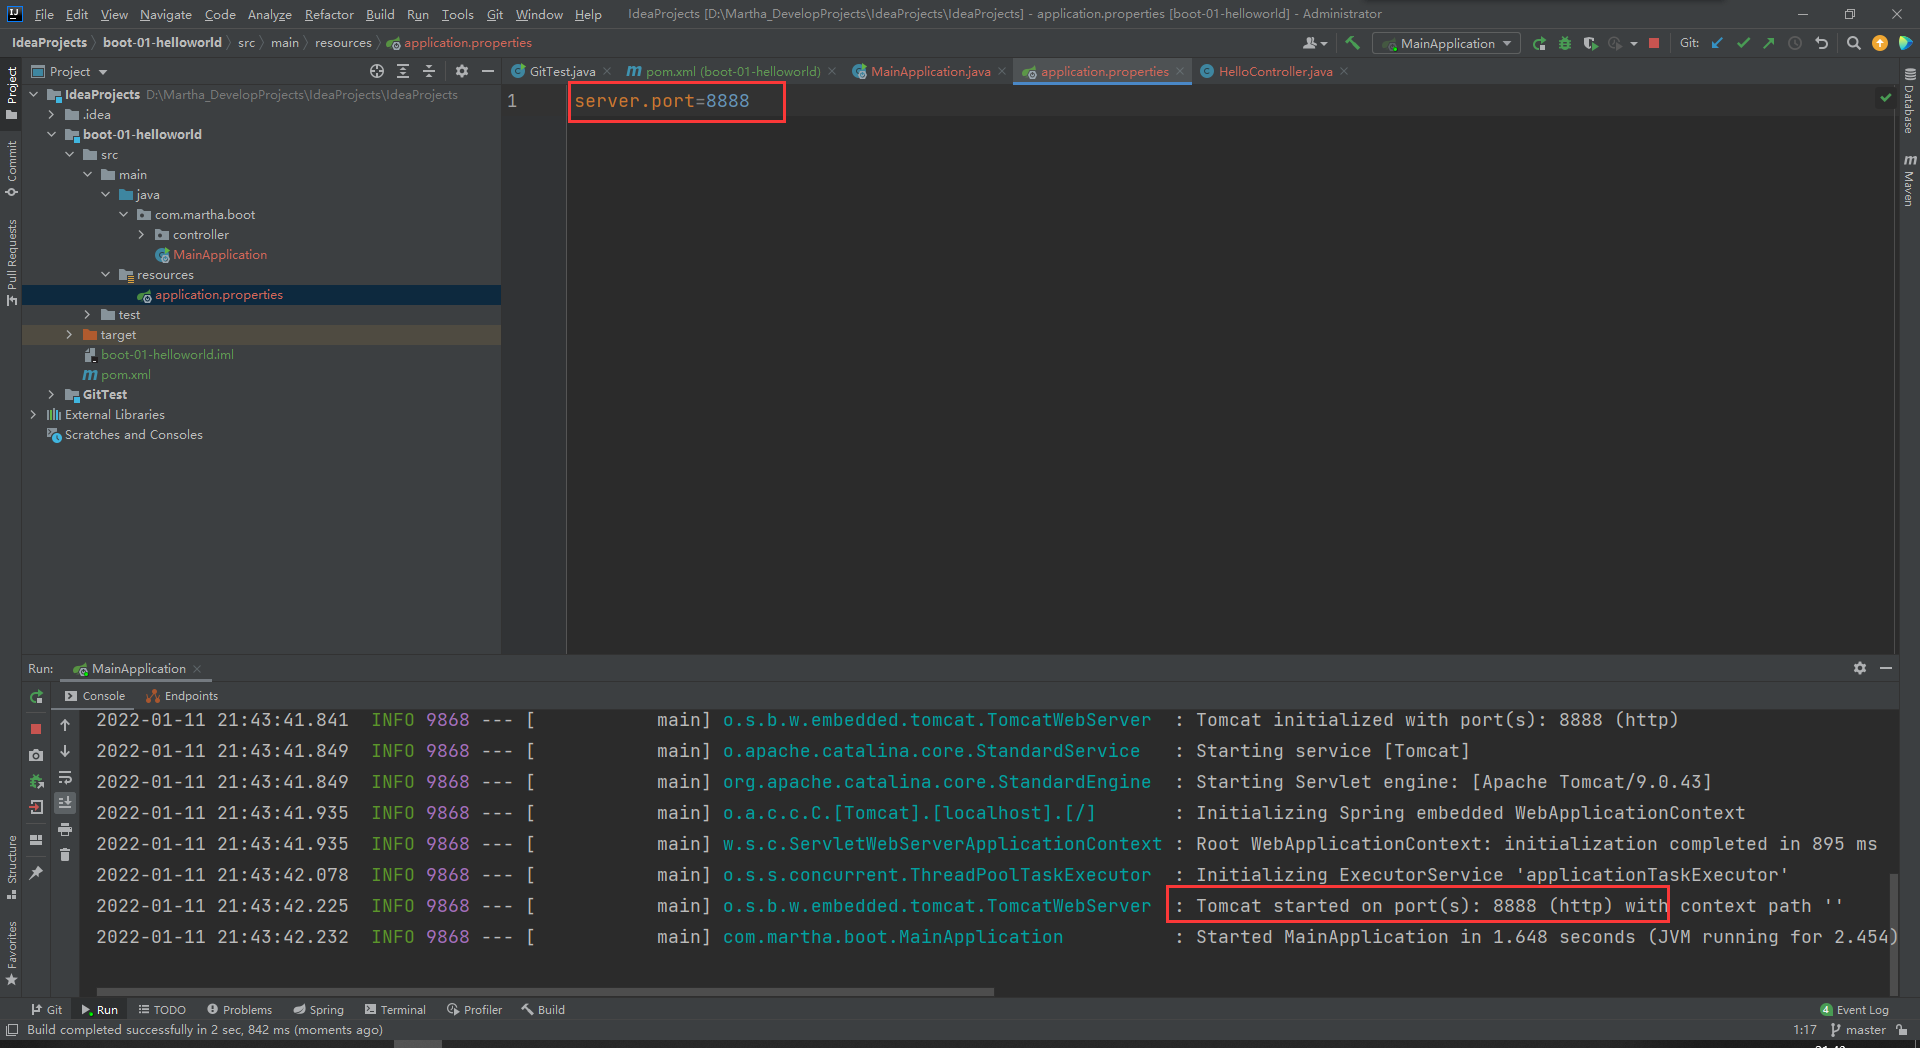 File Edit View Navigate Code Analyze Refactor Build Run Tools Git Window Help IdeaProjects [D:\Martha_DevelopProjects\IdeaProjects\IdeaProjects] - application.properties [boot-01-helloworld] - Administrator
IdeaProjects boot-01-helloworld src main resources application.properties MainApplication Git:
Project
GitTest.java pom.xml (boot-01-helloworld) MainApplication.java application.properties HelloController.java
IdeaProjects D:\Martha_DevelopProjects\IdeaProjects\IdeaProjects
.idea
boot-01-helloworld
src
main
java
com.martha.boot
controller
MainApplication
resources
application.properties
test
target
boot-01-helloworld.iml
pom.xml
GitTest
External Libraries
Scratches and Consoles
1 server.port=8888
Project
Commit
Pull Requests
Structure
Favorites
Database
Maven
Run: MainApplication
Console Endpoints
2022-01-11 21:43:41.841 INFO 9868 --- [ main] o.s.b.w.embedded.tomcat.TomcatWebServer : Tomcat initialized with port(s): 8888 (http)
2022-01-11 21:43:41.849 INFO 9868 --- [ main] o.apache.catalina.core.StandardService : Starting service [Tomcat]
2022-01-11 21:43:41.849 INFO 9868 --- [ main] org.apache.catalina.core.StandardEngine : Starting Servlet engine: [Apache Tomcat/9.0.43]
2022-01-11 21:43:41.935 INFO 9868 --- [ main] o.a.c.c.C.[Tomcat].[localhost].[/] : Initializing Spring embedded WebApplicationContext
2022-01-11 21:43:41.935 INFO 9868 --- [ main] w.s.c.ServletWebServerApplicationContext : Root WebApplicationContext: initialization completed in 895 ms
2022-01-11 21:43:42.078 INFO 9868 --- [ main] o.s.s.concurrent.ThreadPoolTaskExecutor : Initializing ExecutorService 'applicationTaskExecutor'
2022-01-11 21:43:42.225 INFO 9868 --- [ main] o.s.b.w.embedded.tomcat.TomcatWebServer : Tomcat started on port(s): 8888 (http) with context path ''
2022-01-11 21:43:42.232 INFO 9868 --- [ main] com.martha.boot.MainApplication : Started MainApplication in 1.648 seconds (JVM running for 2.454)
Git Run TODO Problems Spring Terminal Profiler Build 4 Event Log
Build completed successfully in 2 sec, 842 ms (moments ago) 1:17 master